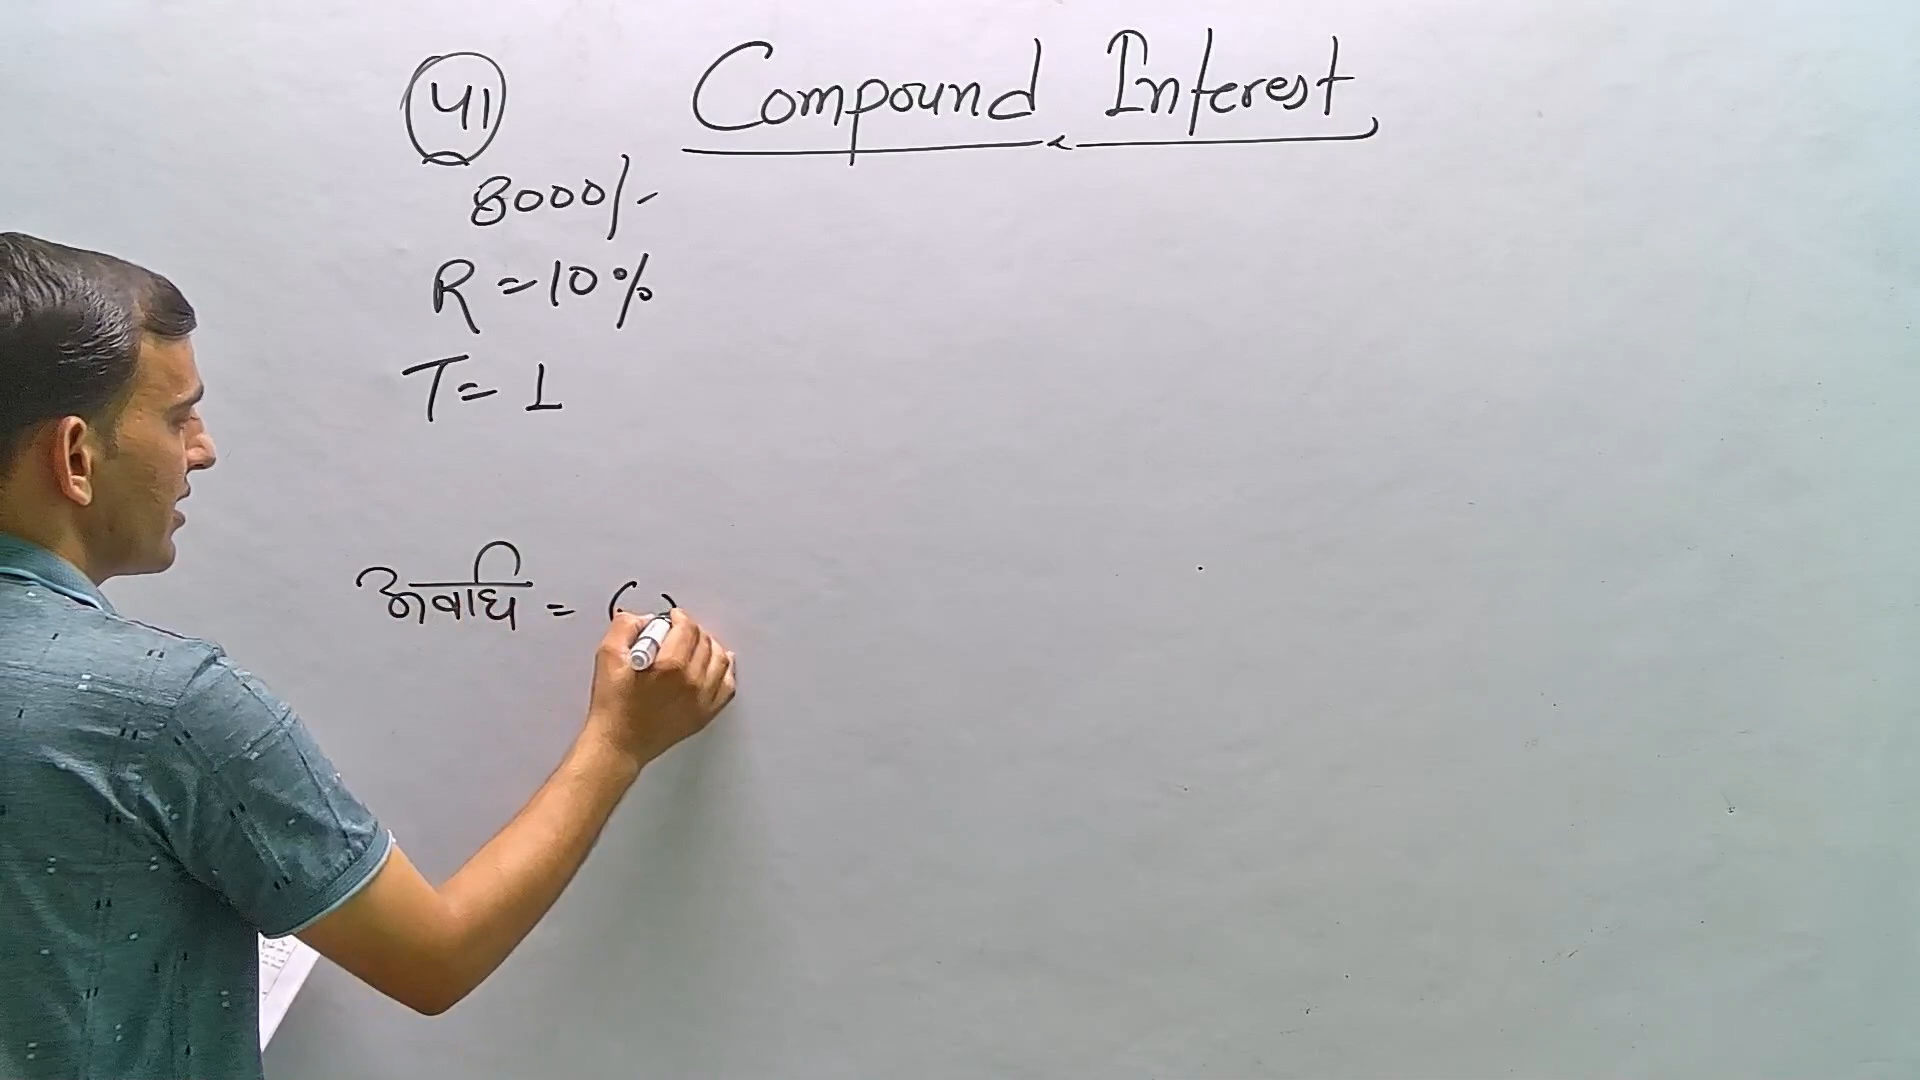 41 Compound Interest
8000/-
R = 10%
T = 1
अवधि = (